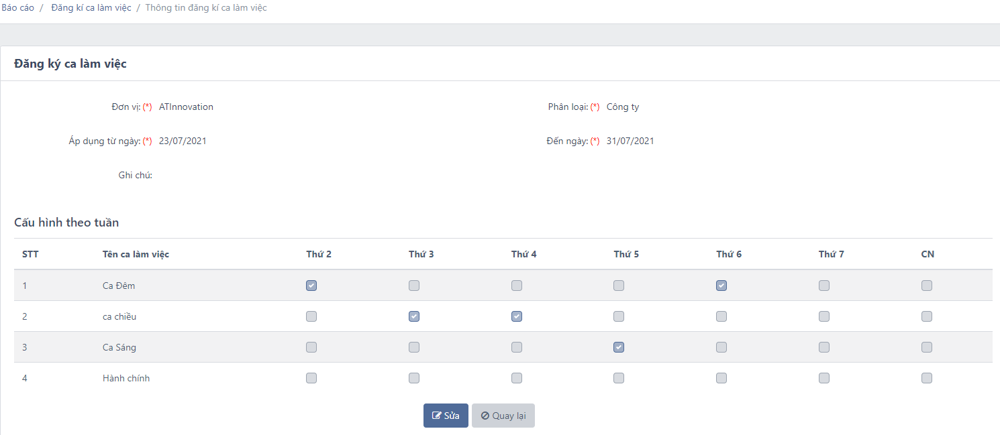 Báo cáo / Đăng kí ca làm việc / Thông tin đăng kí ca làm việc
Đăng ký ca làm việc
Đơn vị: (*) ATInnovation Phân loại: (*) Công ty
Áp dụng từ ngày: (*) 23/07/2021 Đến ngày: (*) 31/07/2021
Ghi chú:
Cấu hình theo tuần
STT Tên ca làm việc Thứ 2 Thứ 3 Thứ 4 Thứ 5 Thứ 6 Thứ 7 CN
1 Ca Đêm
2 ca chiều
3 Ca Sáng
4 Hành chính
Sửa Quay lại